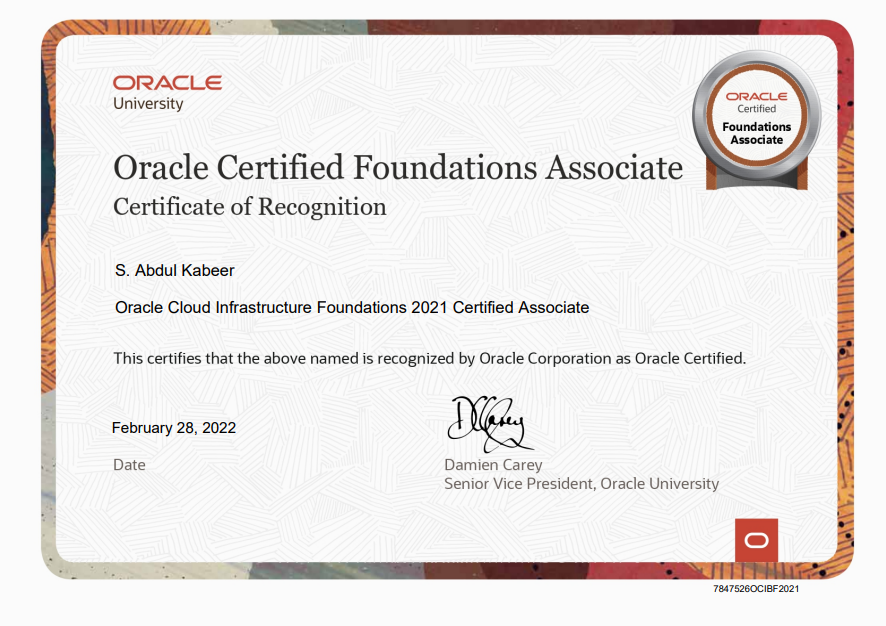 ORACLE
University
ORACLE
Certified
Foundations
Associate
Oracle Certified Foundations Associate
Certificate of Recognition
S. Abdul Kabeer
Oracle Cloud Infrastructure Foundations 2021 Certified Associate
This certifies that the above named is recognized by Oracle Corporation as Oracle Certified.
DCarey
February 28, 2022
Date
Damien Carey
Senior Vice President, Oracle University
7847526OCIBF2021